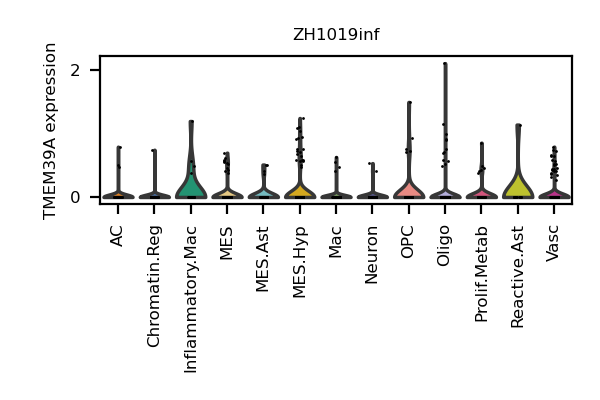 ZH1019inf
TMEM39A expression
2
0
AC
Chromatin.Reg
Inflammatory.Mac
MES
MES.Ast
MES.Hyp
Mac
Neuron
OPC
Oligo
Prolif.Metab
Reactive.Ast
Vasc